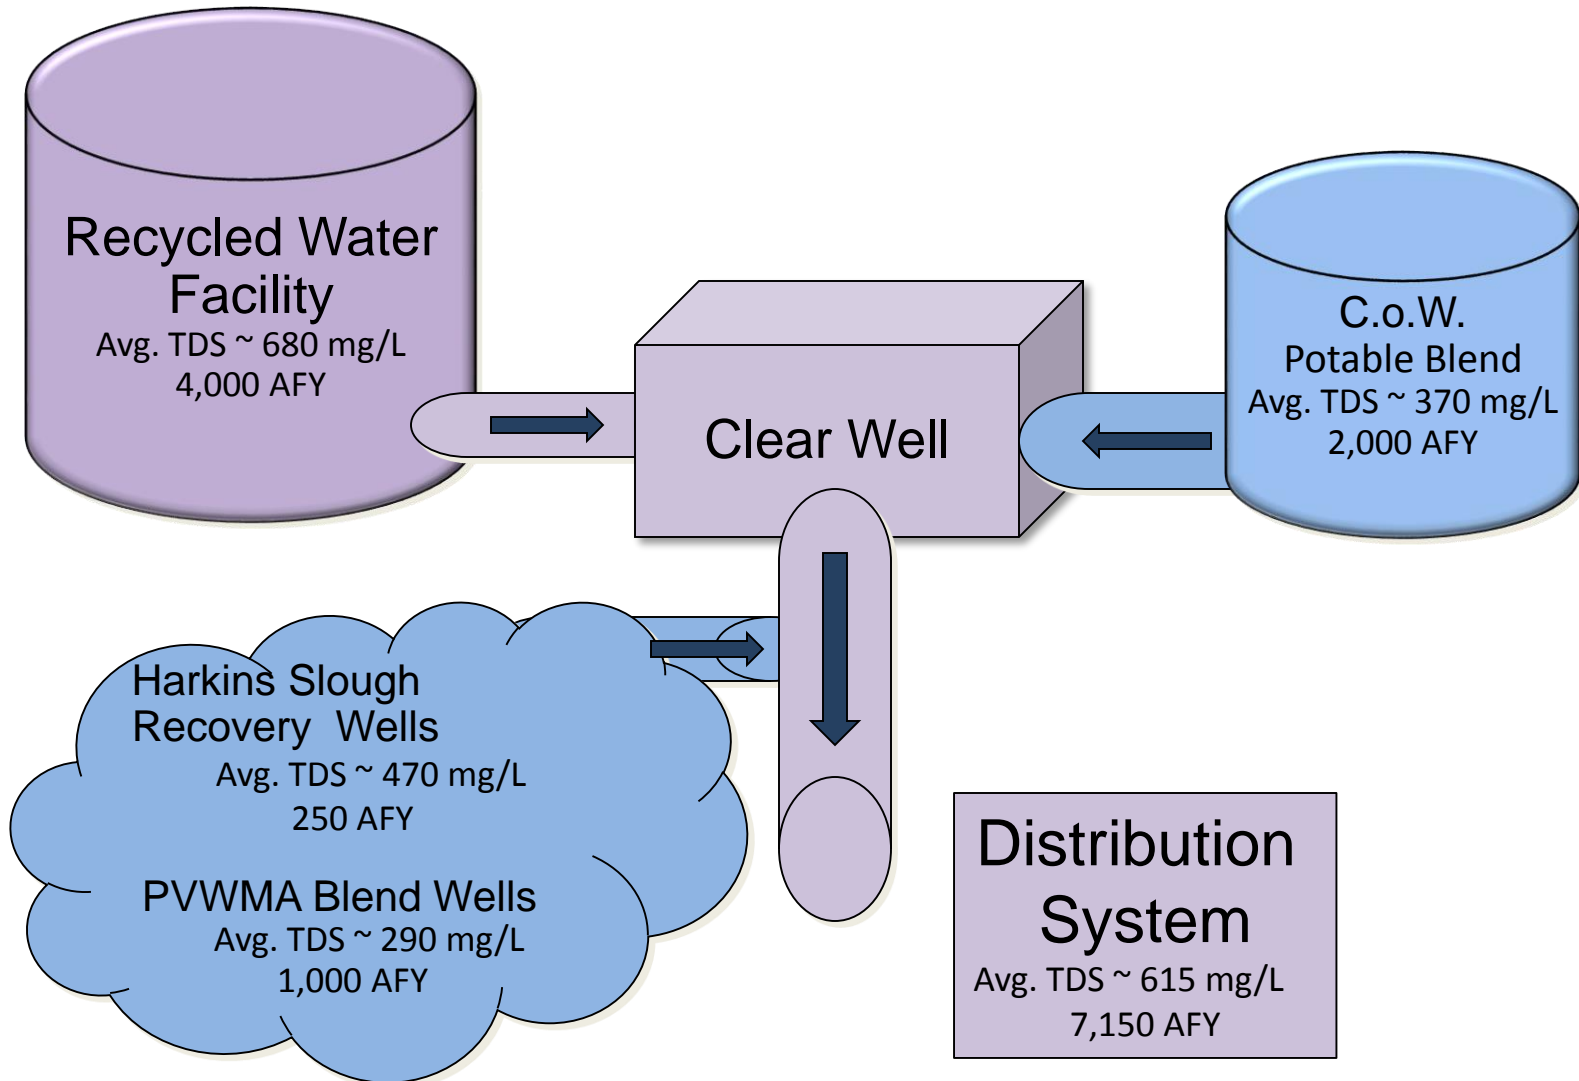 Recycled Water
Facility
Avg. TDS ~ 680 mg/L
4,000 AFY
C.o.W.
Potable Blend
Avg. TDS ~ 370 mg/L
2,000 AFY
Clear Well
Harkins Slough
Recovery Wells
Avg. TDS ~ 470 mg/L
250 AFY
PVWMA Blend Wells
Avg. TDS ~ 290 mg/L
1,000 AFY
Distribution
System
Avg. TDS ~ 615 mg/L
7,150 AFY